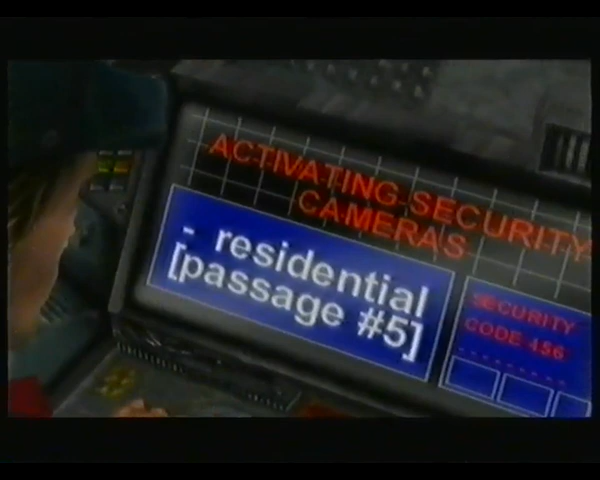 ACTIVATING SECURITY
CAMERAS
- residential
[passage #5]
SECURITY
CODE 456